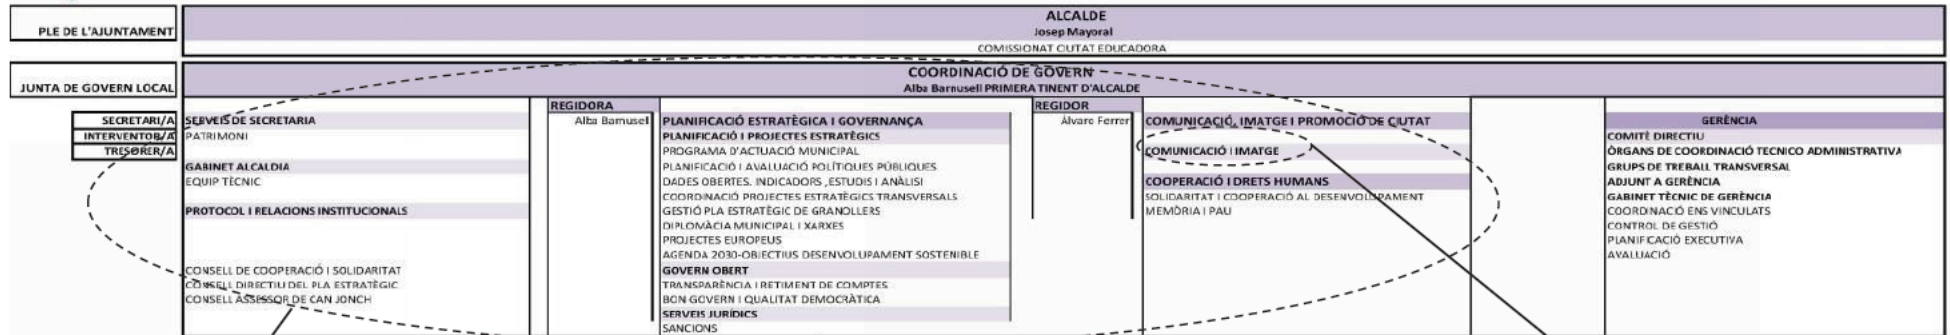 PLE DE L'AJUNTAMENT
ALCALDE
Josep Mayoral
COMISSIONAT CIUTAT EDUCADORA
JUNTA DE GOVERN LOCAL
COORDINACIÓ DE GOVERN
Alba Barnusell PRIMERA TINENT D'ALCALDE
SECRETARI/A
INTERVENTOR/A
TRESORER/A
SERVEIS DE SECRETARIA
PATRIMONI
GABINET ALCALDIA
EQUIP TÈCNIC
PROTOCOL I RELACIONS INSTITUCIONALS
CONSELL DE COOPERACIÓ I SOLIDARITAT
CONSELL DIRECTIU DEL PLA ESTRATÈGIC
CONSELL ASSESSOR DE CAN JONCH
REGIDORA
Alba Barnusell
PLANIFICACIÓ ESTRATÈGICA I GOVERNANÇA
PLANIFICACIÓ I PROJECTES ESTRATÈGICS
PROGRAMA D'ACTUACIÓ MUNICIPAL
PLANIFICACIÓ I AVALUACIÓ POLÍTIQUES PÚBLIQUES
DADES OBERTES. INDICADORS ,ESTUDIS I ANÀLISI
COORDINACIÓ PROJECTES ESTRATÈGICS TRANSVERSALS
GESTIÓ PLA ESTRATÈGIC DE GRANOLLERS
DIPLOMÀCIA MUNICIPAL I XARXES
PROJECTES EUROPEUS
AGENDA 2030-OBJECTIUS DESENVOLUPAMENT SOSTENIBLE
GOVERN OBERT
TRANSPARÈNCIA I RETIMENT DE COMPTES
BON GOVERN I QUALITAT DEMOCRÀTICA
SERVEIS JURÍDICS
SANCIONS
REGIDOR
Àlvaro Ferrer
COMUNICACIÓ, IMATGE I PROMOCIÓ DE CIUTAT
COMUNICACIÓ I IMATGE
COOPERACIÓ I DRETS HUMANS
SOLIDARITAT I COOPERACIÓ AL DESENVOLUPAMENT
MEMÒRIA I PAU
GERÈNCIA
COMITÈ DIRECTIU
ÒRGANS DE COORDINACIÓ TECNICO ADMINISTRATIVA
GRUPS DE TREBALL TRANSVERSAL
ADJUNT A GERÈNCIA
GABINET TÈCNIC DE GERÈNCIA
COORDINACIÓ ENS VINCULATS
CONTROL DE GESTIÓ
PLANIFICACIÓ EXECUTIVA
AVALUACIÓ